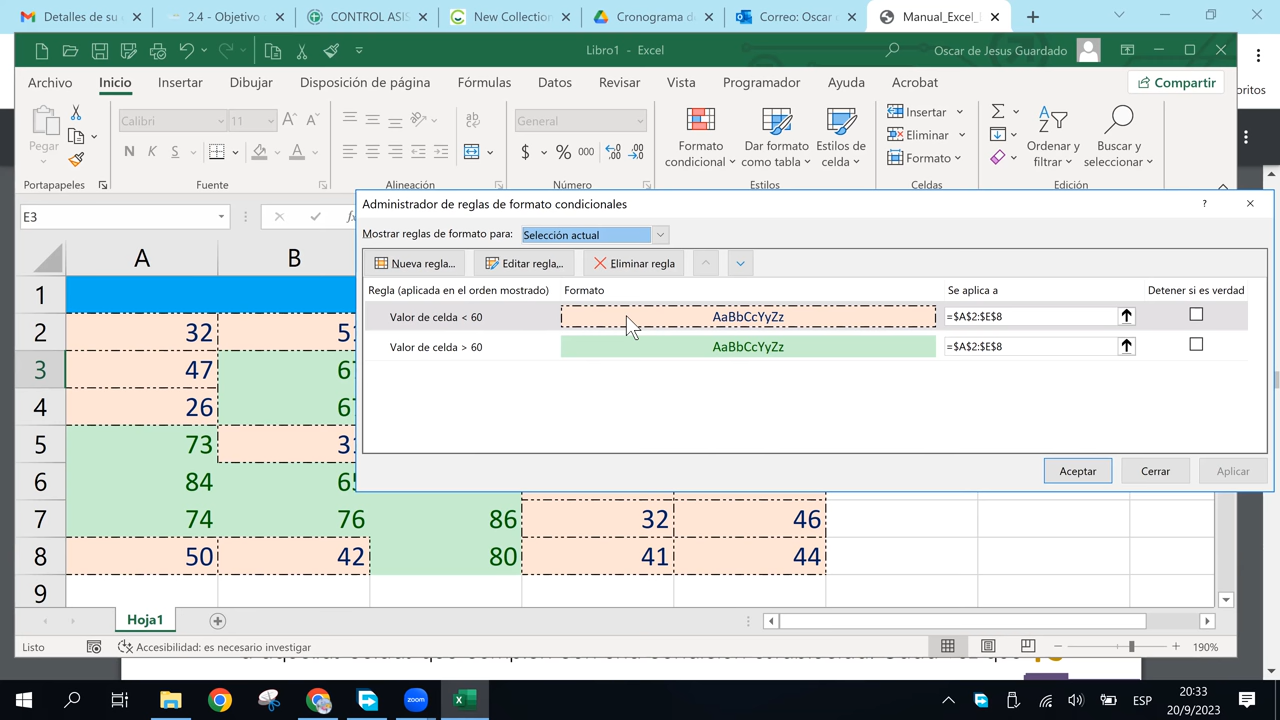 Detalles de su
2.4 - Objetivo
CONTROL ASIS
New Collection
Cronograma d
Correo: Oscar
Manual_Excel_
Libro1 - Excel
Oscar de Jesus Guardado
Archivo Inicio Insertar Dibujar Disposición de página Fórmulas Datos Revisar Vista Programador Ayuda Acrobat
Compartir
oritos
Pegar
Calibri 11
N K S
General
$ % 000
Formato condicional
Dar formato como tabla
Estilos de celda
Insertar
Eliminar
Formato
Ordenar y filtrar
Buscar y seleccionar
Portapapeles Fuente Alineación Número Estilos Celdas Edición
E3
Administrador de reglas de formato condicionales
Mostrar reglas de formato para: Selección actual
Nueva regla... Editar regla... Eliminar regla
Regla (aplicada en el orden mostrado) Formato Se aplica a Detener si es verdad
Valor de celda < 60 AaBbCcYyZz =$A$2:$E$8
Valor de celda > 60 AaBbCcYyZz =$A$2:$E$8
Aceptar Cerrar Aplicar
A B
1
2 32
3 47
4 26
5 73
6 84
7 74 76 86 32 46
8 50 42 80 41 44
9
Hoja1
Listo
Accesibilidad: es necesario investigar
190%
zoom
ESP
20:33
20/9/2023